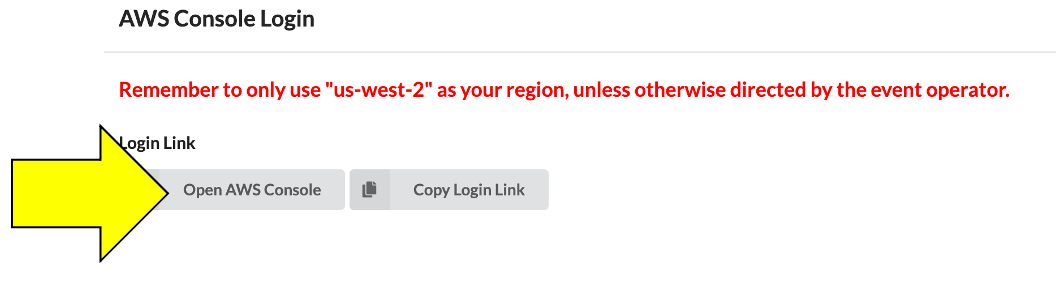 AWS Console Login
Remember to only use "us-west-2" as your region, unless otherwise directed by the event operator.
Login Link
Open AWS Console
Copy Login Link